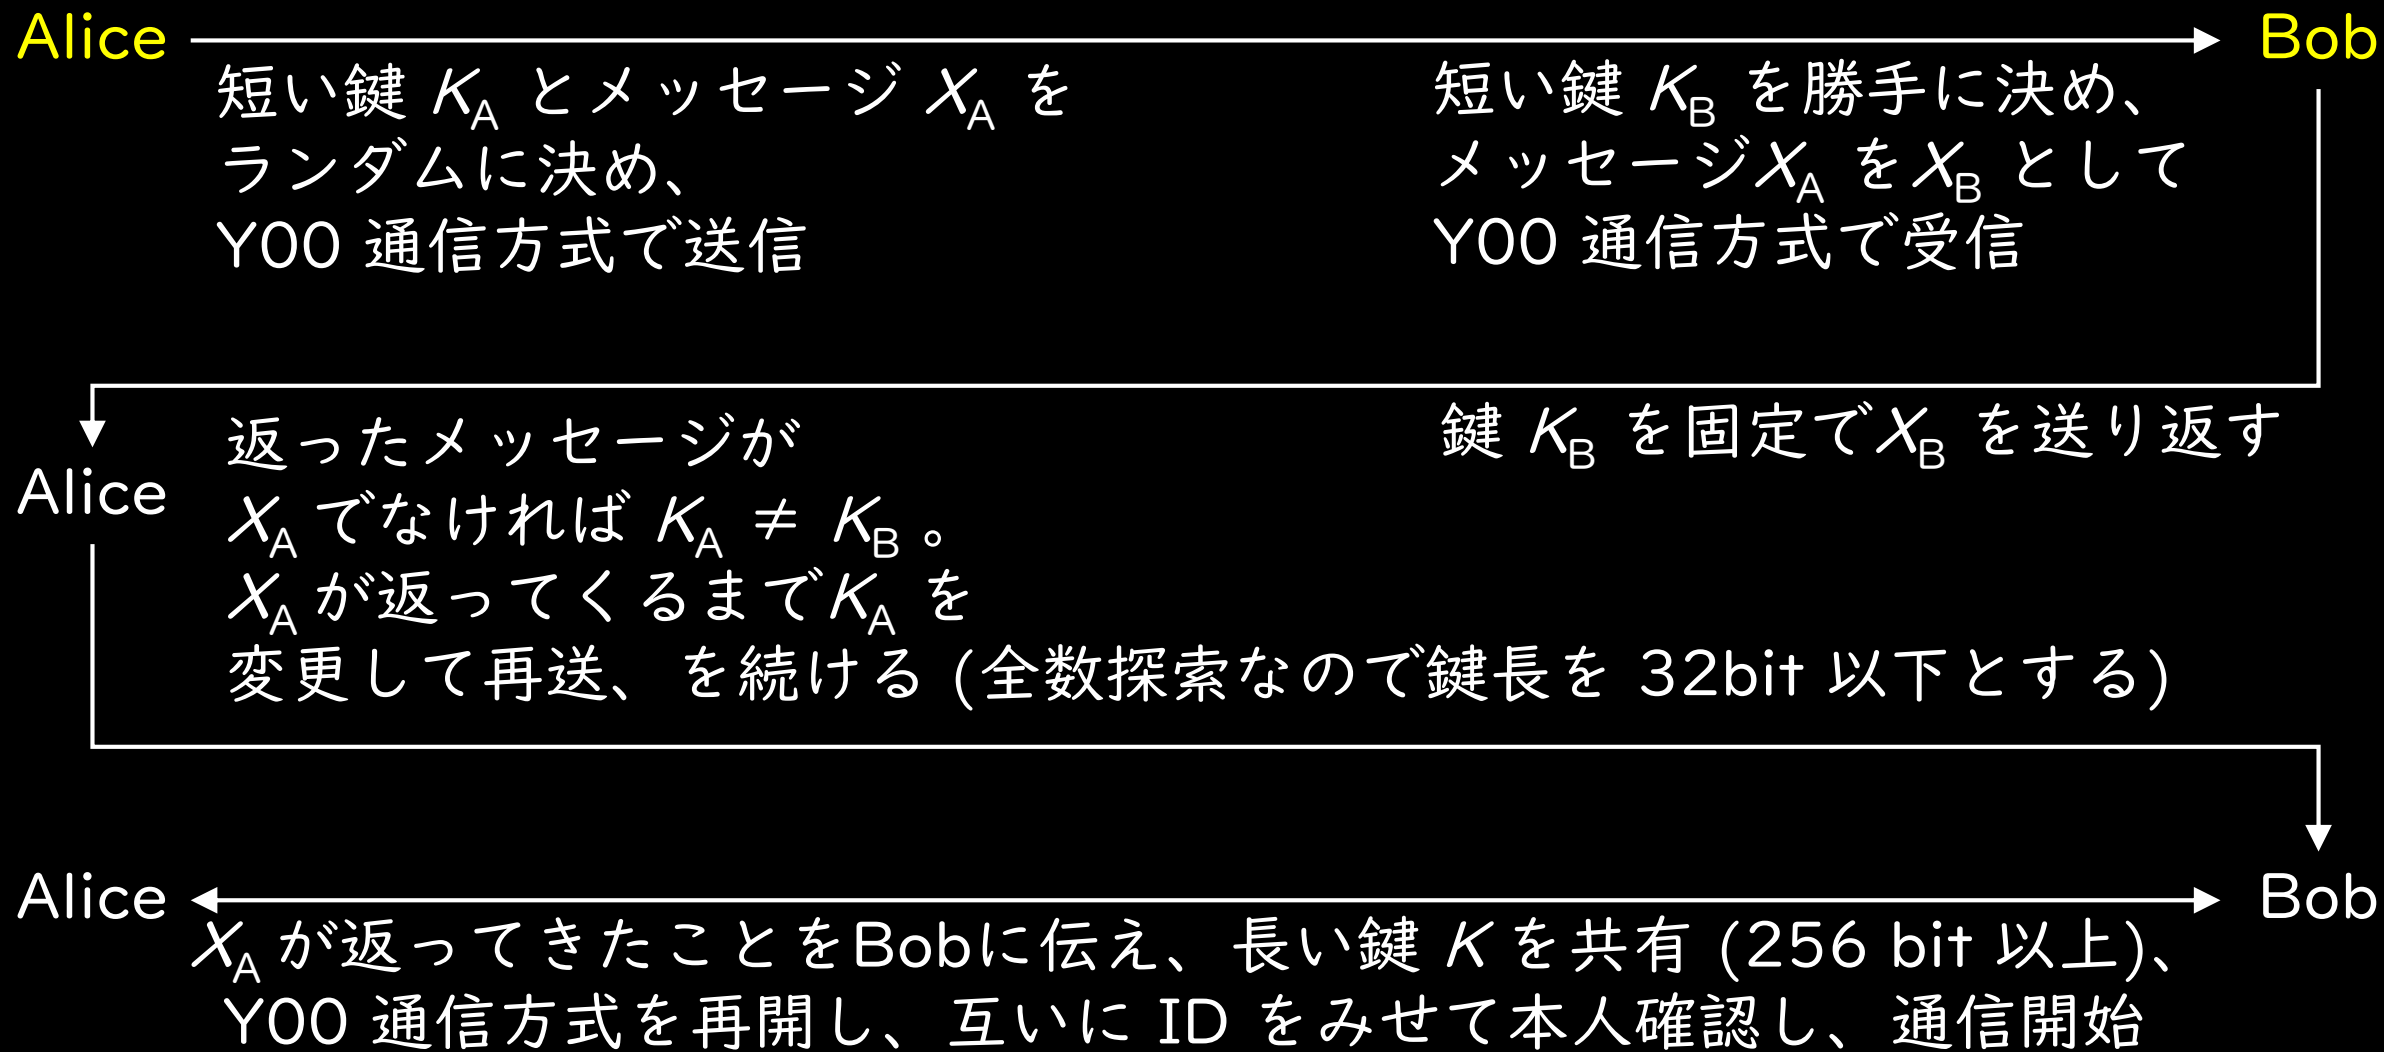 Alice
Bob
短い鍵 KA とメッセージ XA を
ランダムに決め、
Y00 通信方式で送信
短い鍵 KB を勝手に決め、
メッセージXA をXB として
Y00 通信方式で受信
鍵 KB を固定でXB を送り返す
Alice
返ったメッセージが
XA でなければ KA ≠ KB 。
XA が返ってくるまでKA を
変更して再送、を続ける (全数探索なので鍵長を 32bit 以下とする)
Alice
Bob
XA が返ってきたことをBobに伝え、長い鍵 K を共有 (256 bit 以上)、
Y00 通信方式を再開し、互いに ID をみせて本人確認し、通信開始